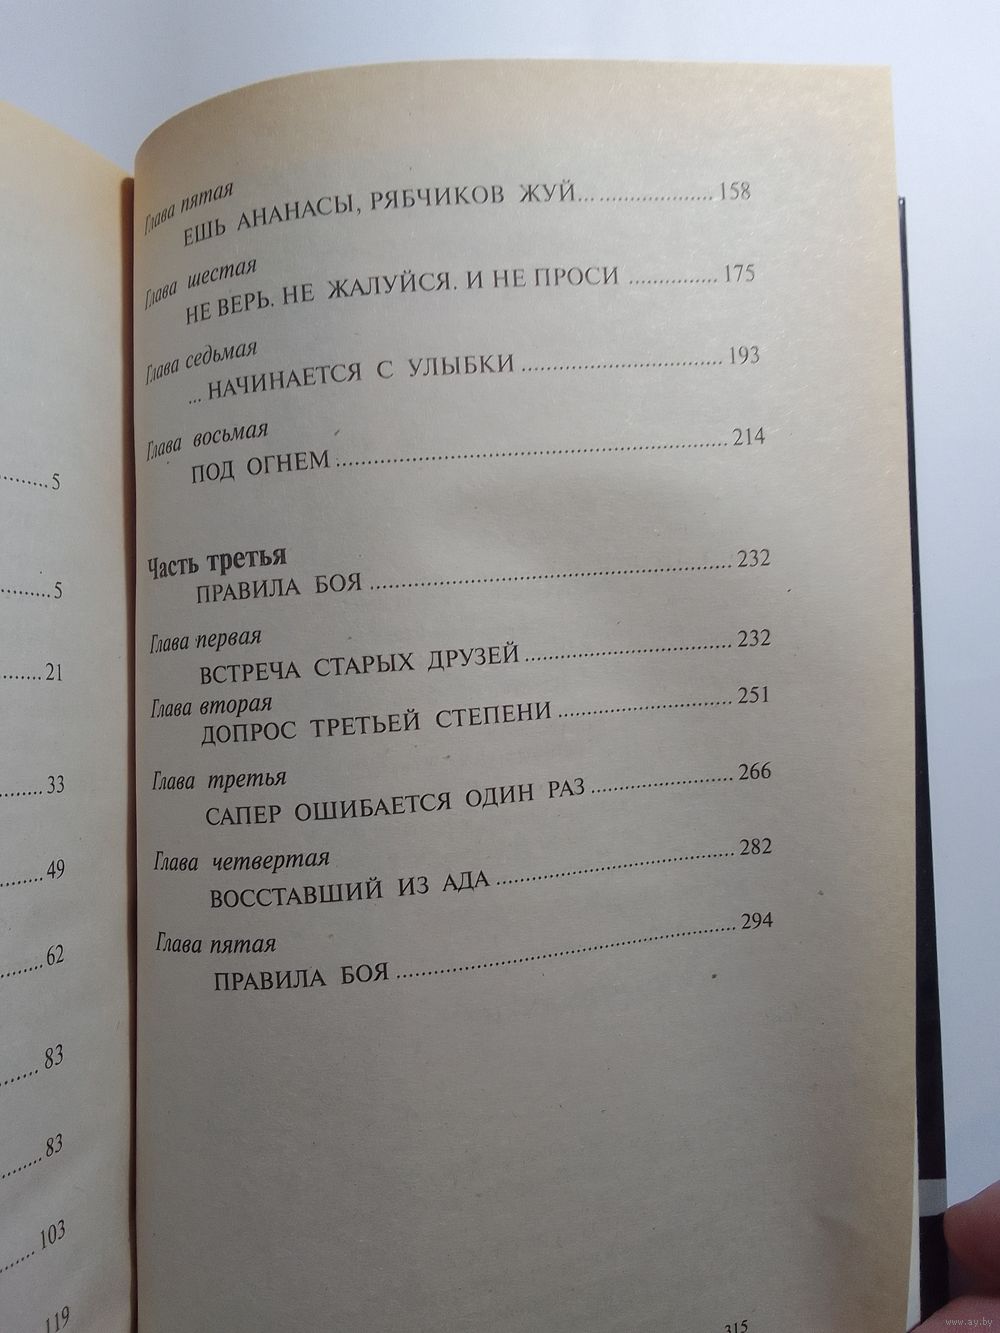 ..... 5
..... 5
..... 21
..... 33
..... 49
..... 62
..... 83
..... 83
..... 103
119
Глава пятая
ЕШЬ АНАНАСЫ, РЯБЧИКОВ ЖУЙ... ..... 158
Глава шестая
НЕ ВЕРЬ. НЕ ЖАЛУЙСЯ. И НЕ ПРОСИ ..... 175
Глава седьмая
... НАЧИНАЕТСЯ С УЛЫБКИ ..... 193
Глава восьмая
ПОД ОГНЕМ ..... 214
Часть третья
ПРАВИЛА БОЯ ..... 232
Глава первая
ВСТРЕЧА СТАРЫХ ДРУЗЕЙ ..... 232
Глава вторая
ДОПРОС ТРЕТЬЕЙ СТЕПЕНИ ..... 251
Глава третья
САПЕР ОШИБАЕТСЯ ОДИН РАЗ ..... 266
Глава четвертая
ВОССТАВШИЙ ИЗ АДА ..... 282
Глава пятая
ПРАВИЛА БОЯ ..... 294
315
www.ay.by